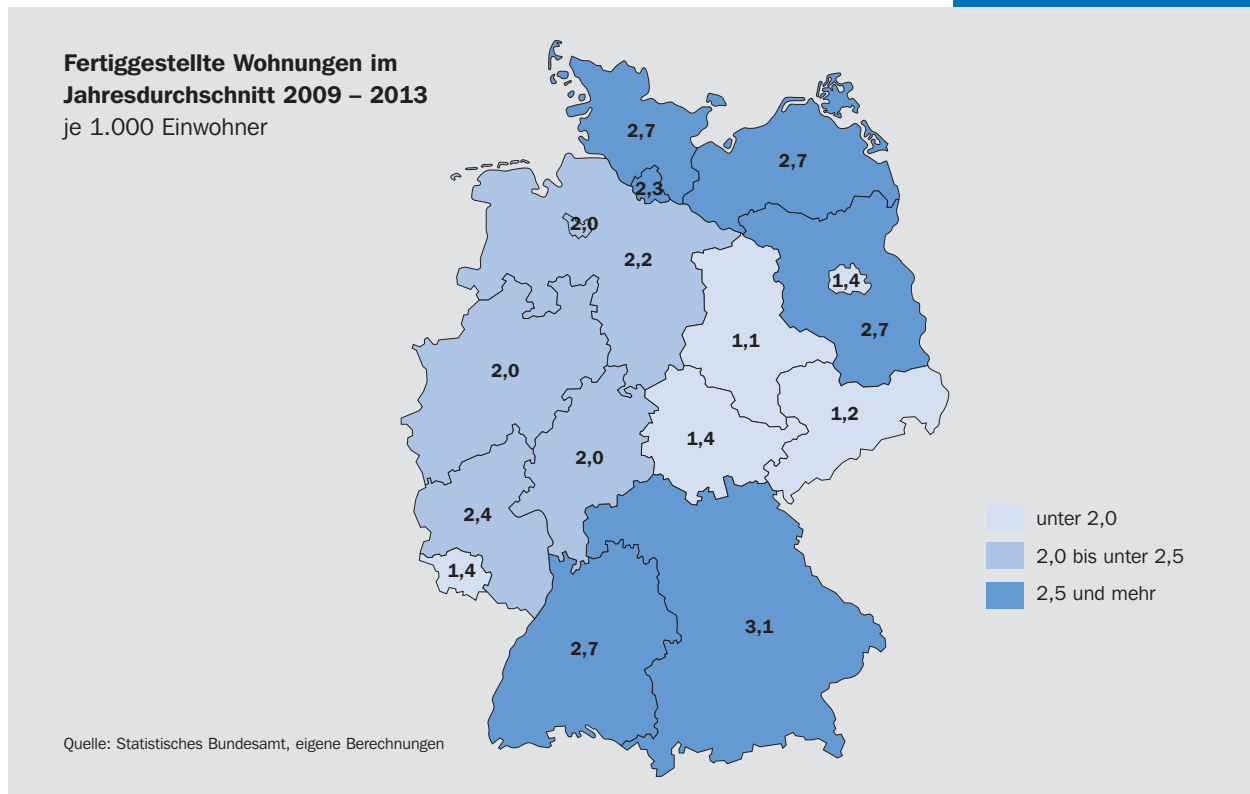 Fertiggestellte Wohnungen im
Jahresdurchschnitt 2009 – 2013
je 1.000 Einwohner
2,7
2,7
2,3
2,0
2,2
1,4
2,7
1,1
2,0
1,2
1,4
2,0
2,4
1,4
3,1
2,7
unter 2,0
2,0 bis unter 2,5
2,5 und mehr
Quelle: Statistisches Bundesamt, eigene Berechnungen